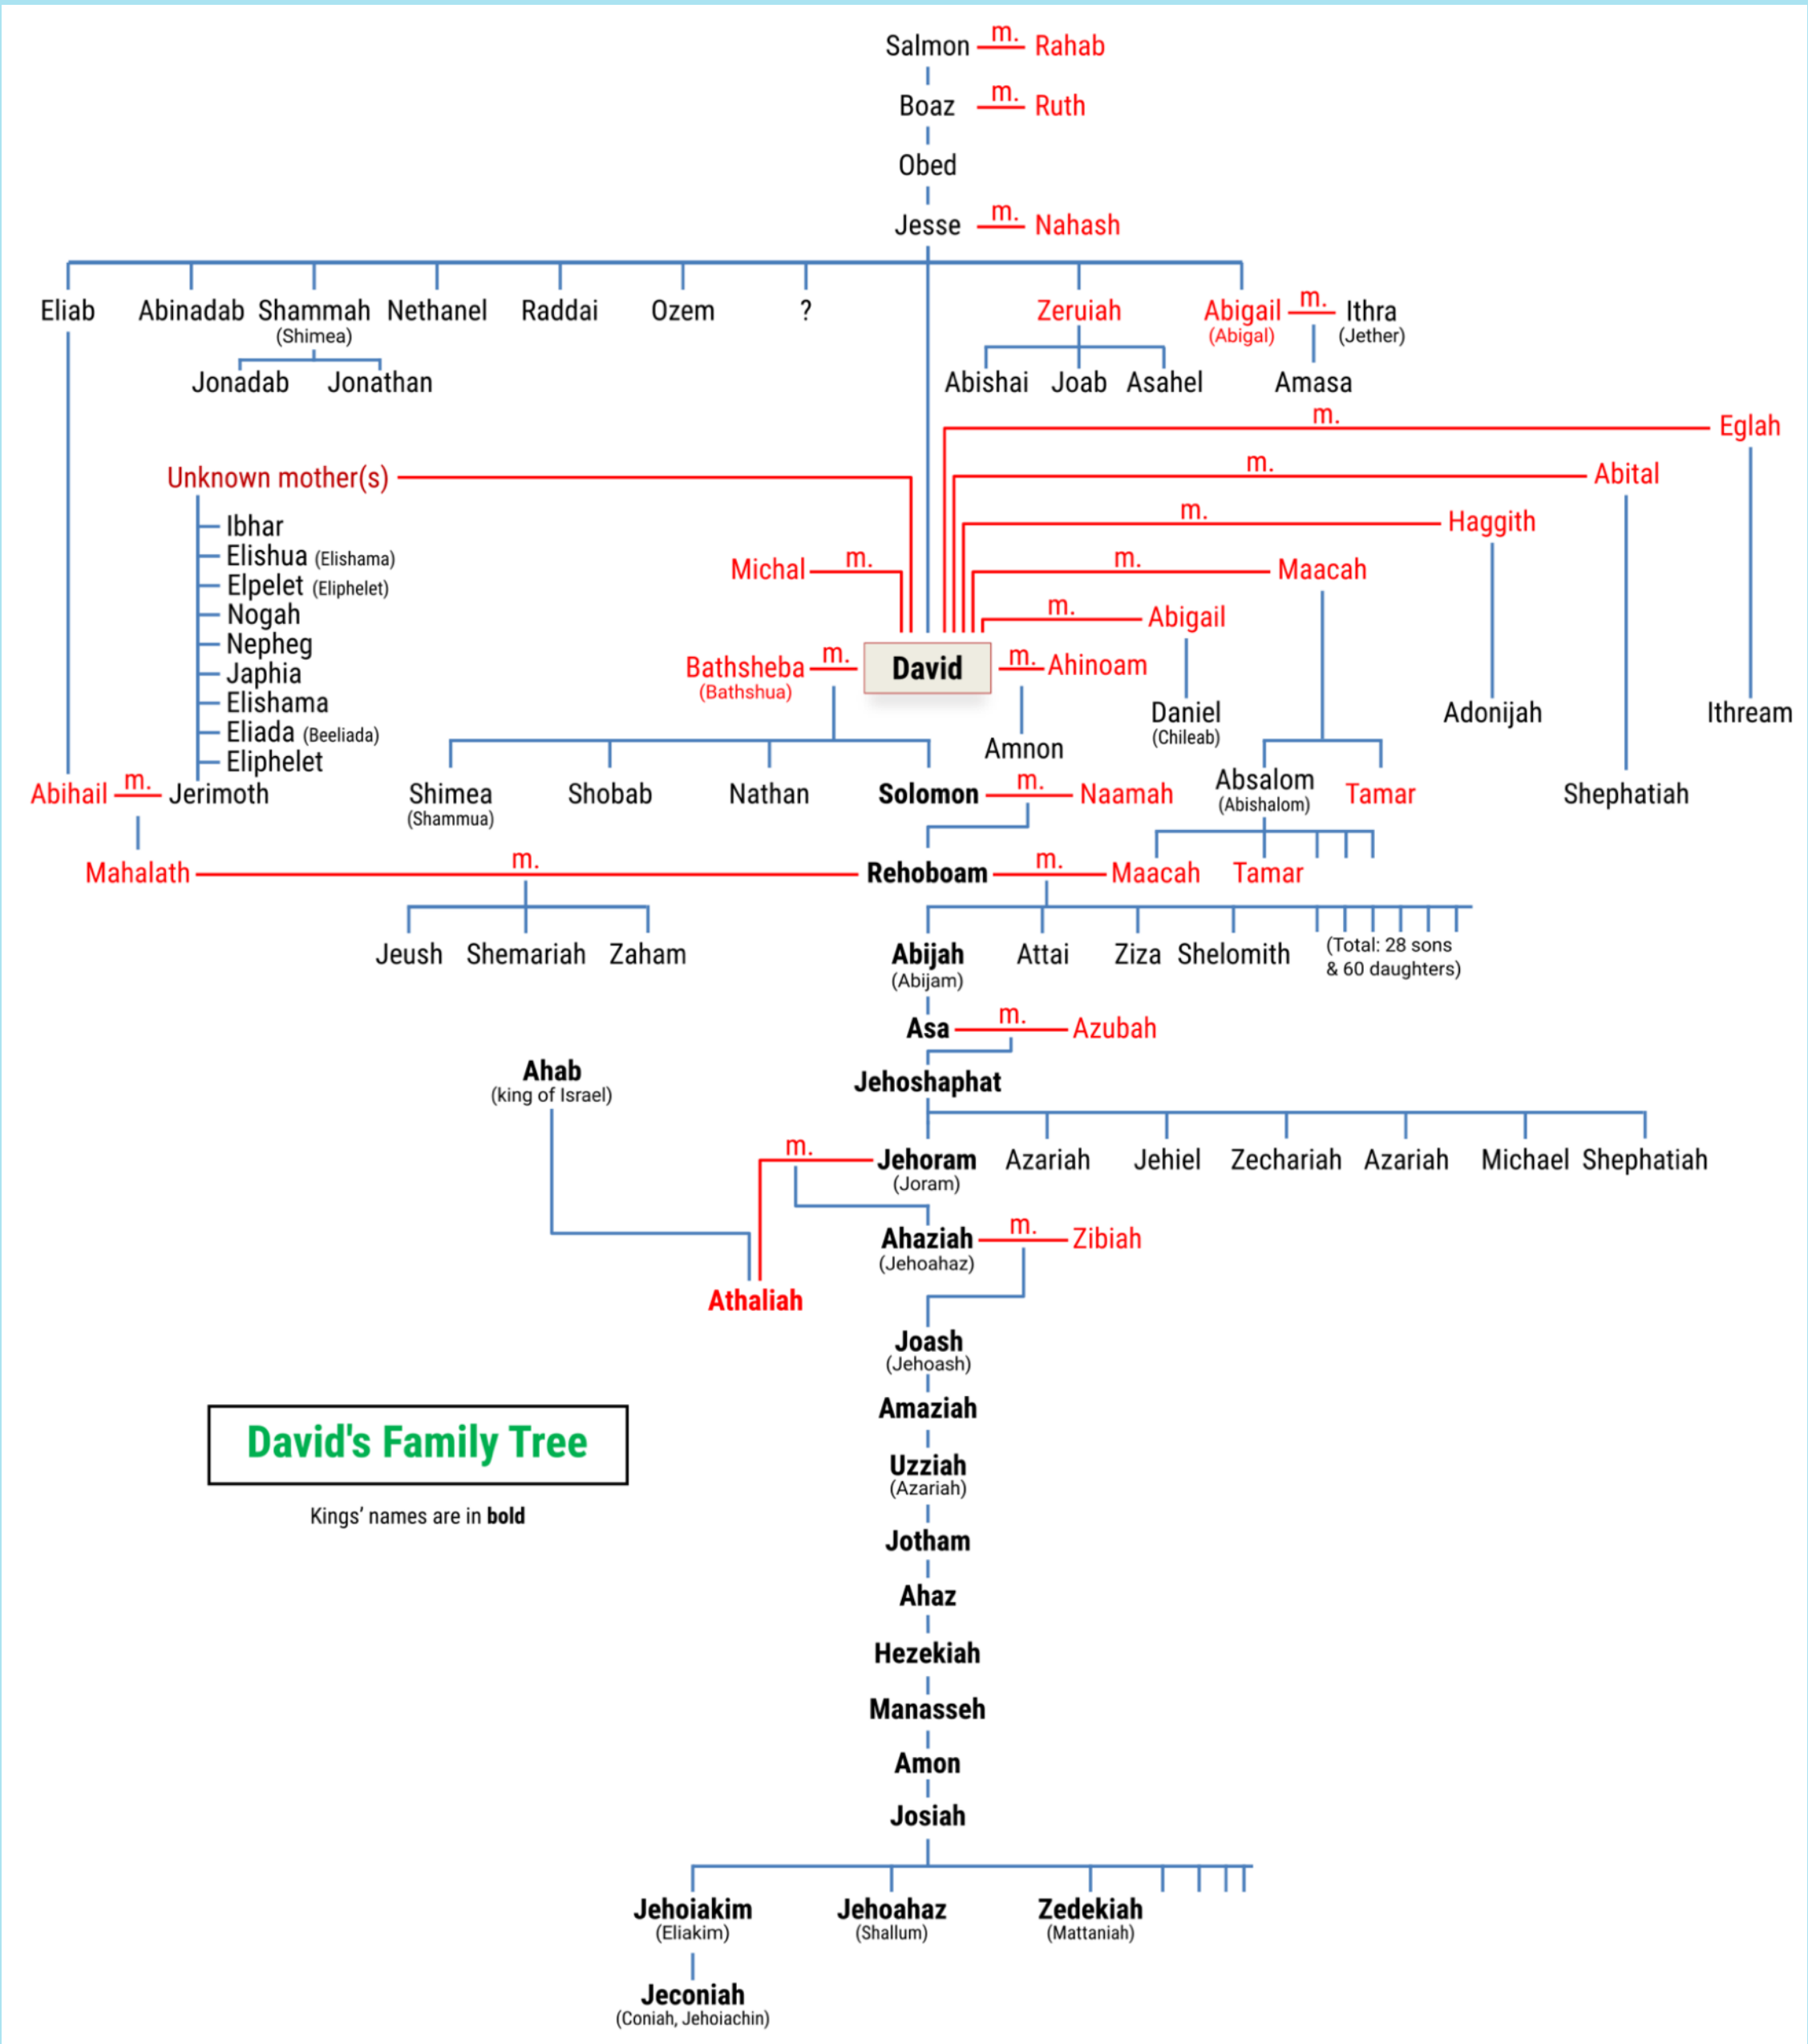 Salmon m. Rahab
Boaz m. Ruth
Obed
Jesse m. Nahash
Eliab Abinadab Shammah Nethanel Raddai Ozem ? Zeruiah Abigail m. Ithra
(Shimea) (Abigal) (Jether)
Jonadab Jonathan Abishai Joab Asahel Amasa
m. Eglah
Unknown mother(s) m. Abital
m. Haggith
Ibhar
Elishua (Elishama)
Elpelet (Eliphelet)
Michal m. m. Maacah
Nogah
m. Abigail
Nepheg
Japhia
Bathsheba m. David m. Ahinoam
(Bathshua)
Elishama
Daniel Adonijah Ithream
(Chileab)
Eliada (Beeliada)
Amnon
Eliphelet
Abihail m. Jerimoth Shimea Shobab Nathan Solomon m. Naamah Absalom Tamar Shephatiah
(Shammua) (Abishalom)
Mahalath m. Rehoboam m. Maacah Tamar
Jeush Shemariah Zaham Abijah Attai Ziza Shelomith (Total: 28 sons
(Abijam) & 60 daughters)
Asa m. Azubah
Ahab
(king of Israel)
Jehoshaphat
m. Jehoram Azariah Jehiel Zechariah Azariah Michael Shephatiah
(Joram)
Ahaziah m. Zibiah
(Jehoahaz)
Athaliah
Joash
(Jehoash)
Amaziah
David's Family Tree
Uzziah
(Azariah)
Kings’ names are in bold
Jotham
Ahaz
Hezekiah
Manasseh
Amon
Josiah
Jehoiakim Jehoahaz Zedekiah
(Eliakim) (Shallum) (Mattaniah)
Jeconiah
(Coniah, Jehoiachin)